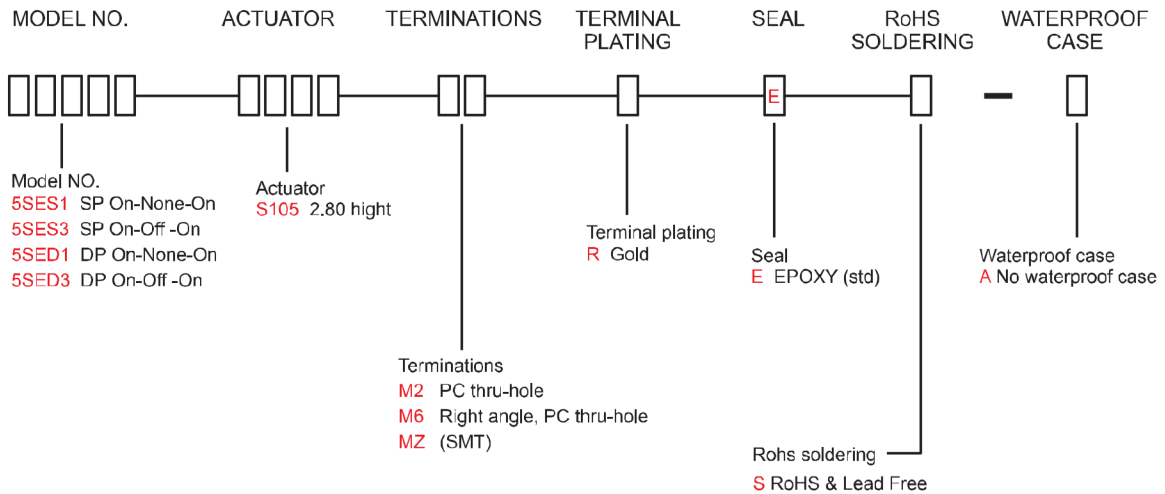 MODEL NO.
ACTUATOR
TERMINATIONS
TERMINAL
PLATING
SEAL
RoHS
SOLDERING
WATERPROOF
CASE
E
Model NO.
5SES1 SP On-None-On
5SES3 SP On-Off -On
5SED1 DP On-None-On
5SED3 DP On-Off -On
Actuator
S105 2.80 hight
Terminations
M2 PC thru-hole
M6 Right angle, PC thru-hole
MZ (SMT)
Terminal plating
R Gold
Seal
E EPOXY (std)
Rohs soldering
S RoHS & Lead Free
Waterproof case
A No waterproof case